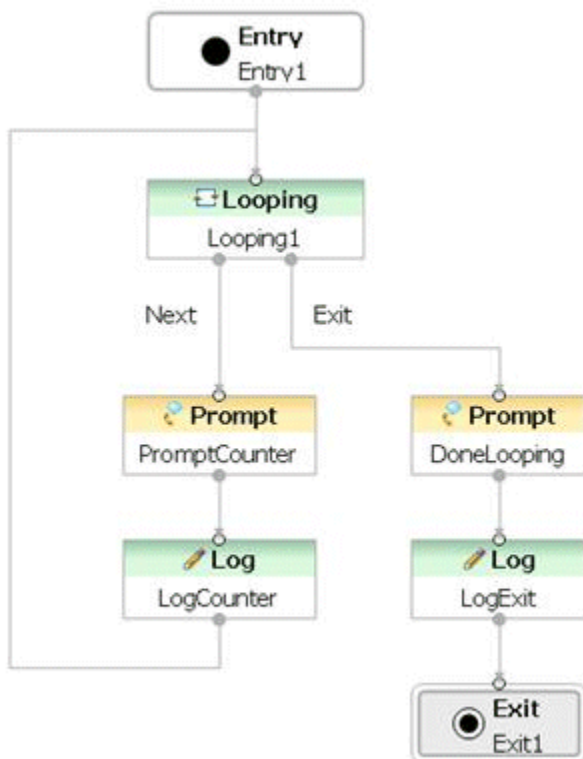 Entry
Entry1
Looping
Looping1
Next
Exit
Prompt
PromptCounter
Prompt
DoneLooping
Log
LogCounter
Log
LogExit
Exit
Exit1